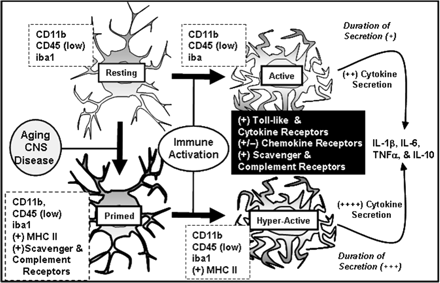 CD11b
CD45 (low)
iba1
Resting
CD11b
CD45 (low)
iba
Active
Duration of
Secretion (+)
(++) Cytokine
Secretion
Aging
CNS
Disease
Immune
Activation
(+) Toll-like &
Cytokine Receptors
(+/−) Chemokine Receptors
(+) Scavenger &
Complement Receptors
IL-1β, IL-6,
TNFα, & IL-10
CD11b,
CD45 (low)
iba1
(+) MHC II
(+)Scavenger &
Complement
Receptors
Primed
CD11b
CD45 (low)
iba1
(+) MHC II
Hyper-Active
(++++) Cytokine
Secretion
Duration of
Secretion (+++)